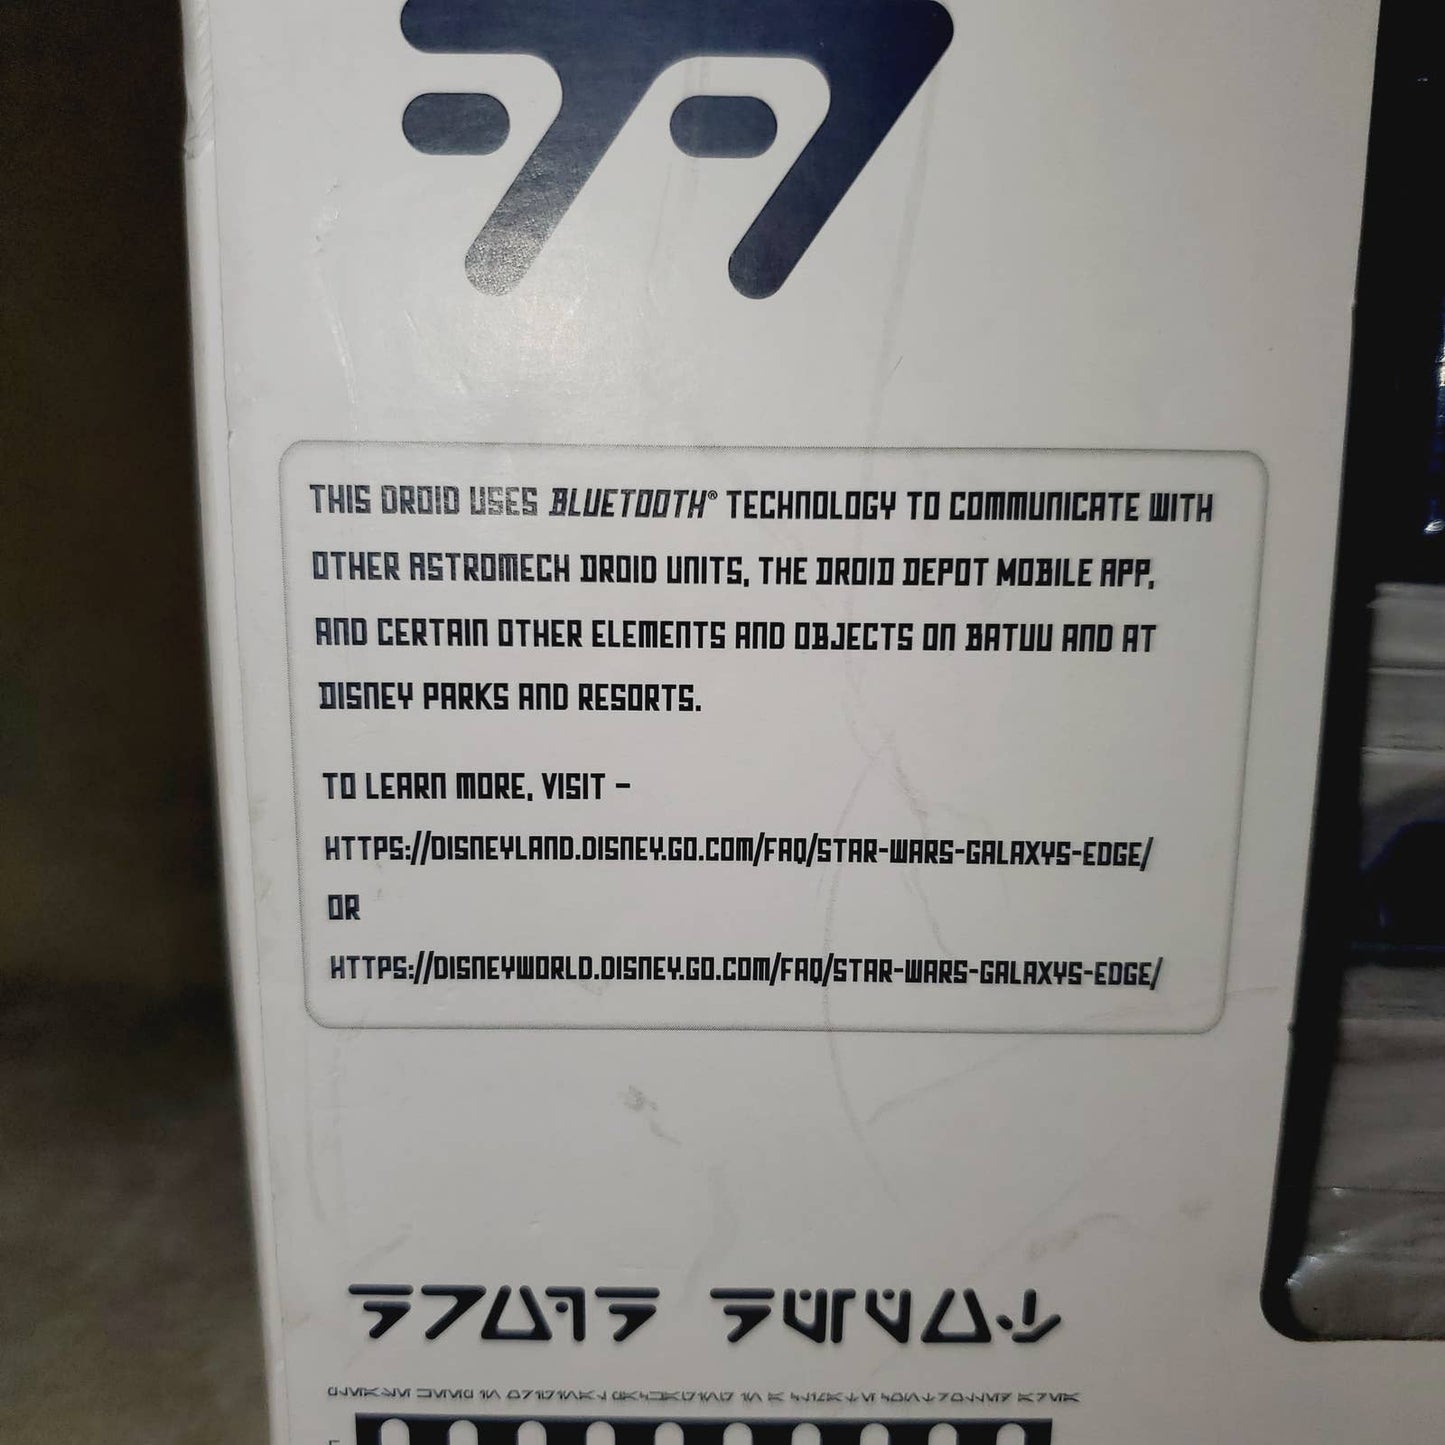 THIS DROID USES BLUETOOTH® TECHNOLOGY TO COMMUNICATE WITH
OTHER ASTROMECH DROID UNITS, THE DROID DEPOT MOBILE APP,
AND CERTAIN OTHER ELEMENTS AND OBJECTS ON BATUU AND AT
DISNEY PARKS AND RESORTS.
TO LEARN MORE, VISIT –
HTTPS://DISNEYLAND.DISNEY.GO.COM/FAQ/STAR-WARS-GALAXYS-EDGE/
OR
HTTPS://DISNEYWORLD.DISNEY.GO.COM/FAQ/STAR-WARS-GALAXYS-EDGE/